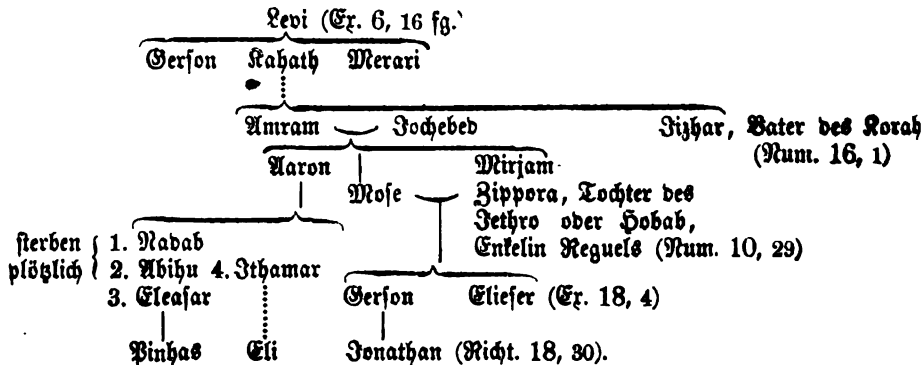 Levi (Ex. 6, 16 fg.
Gerson Kahath Merari
Amram Jochebed Jizhar, Vater des Korah
(Num. 16, 1)
Aaron Mirjam
Mose Zippora, Tochter des
Jethro oder Hobab,
Enkelin Reguels (Num. 10, 29)
sterben 1. Nadab
plötzlich 2. Abihu 4. Ithamar
3. Eleasar Gerson Elieser (Ex. 18, 4)
Pinhas Eli Jonathan (Richt. 18, 30).